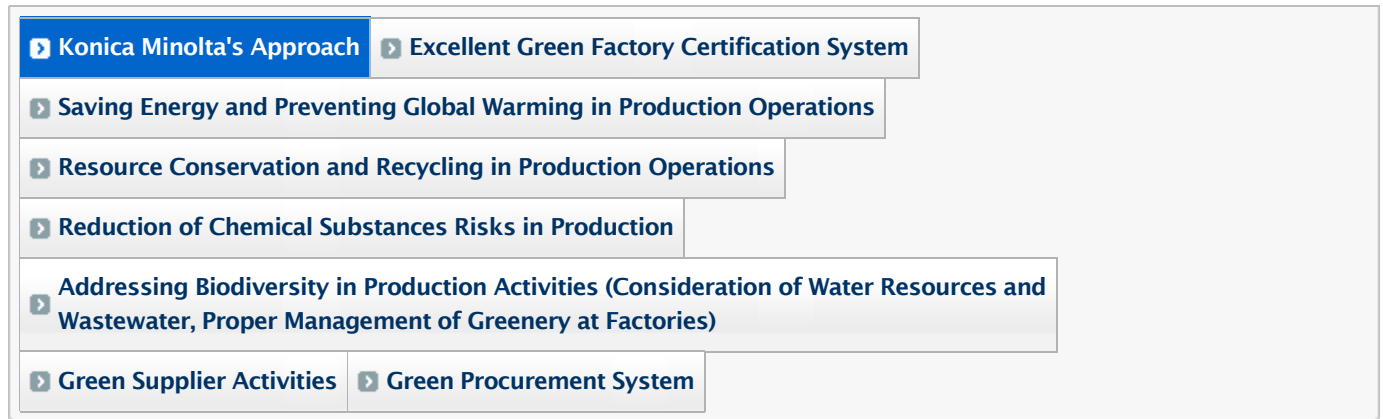 Konica Minolta's Approach Excellent Green Factory Certification System
Saving Energy and Preventing Global Warming in Production Operations
Resource Conservation and Recycling in Production Operations
Reduction of Chemical Substances Risks in Production
Addressing Biodiversity in Production Activities (Consideration of Water Resources and
Wastewater, Proper Management of Greenery at Factories)
Green Supplier Activities Green Procurement System